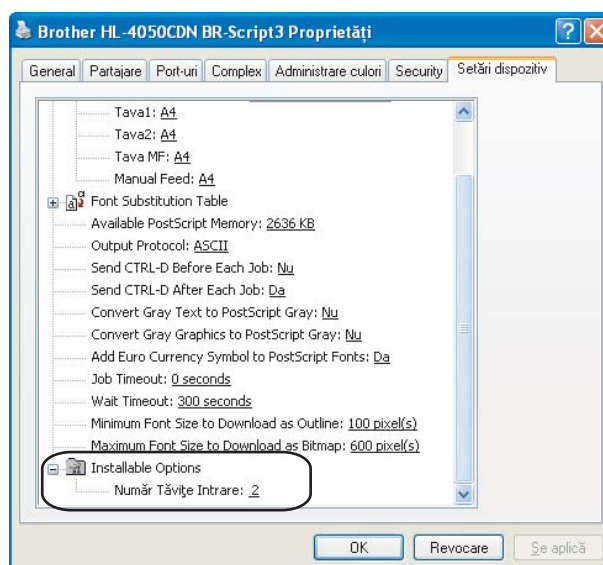 Brother HL-4050CDN BR-Script3 Proprietăţi
General Partajare Port-uri Complex Administrare culori Security Setări dispozitiv
Tava1: A4
Tava2: A4
Tava MF: A4
Manual Feed: A4
Font Substitution Table
Available PostScript Memory: 2636 KB
Output Protocol: ASCII
Send CTRL-D Before Each Job: Nu
Send CTRL-D After Each Job: Da
Convert Gray Text to PostScript Gray: Nu
Convert Gray Graphics to PostScript Gray: Nu
Add Euro Currency Symbol to PostScript Fonts: Da
Job Timeout: 0 seconds
Wait Timeout: 300 seconds
Minimum Font Size to Download as Outline: 100 pixel(s)
Maximum Font Size to Download as Bitmap: 600 pixel(s)
Installable Options
Număr Tăviţe Intrare: 2
OK Revocare Se aplică